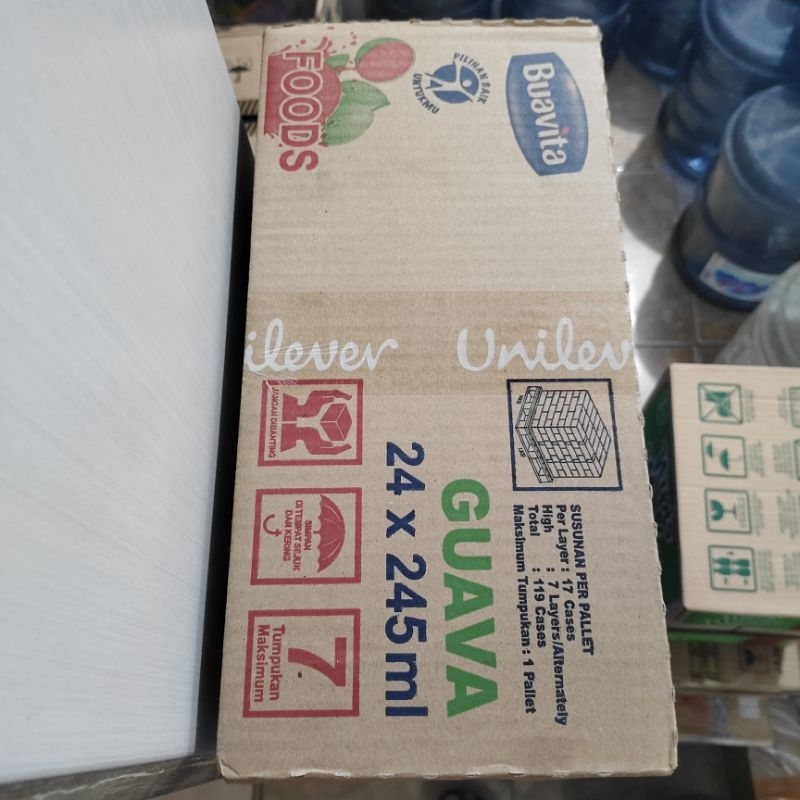 Buavita
PILIHAN BAIK
UNTUKMU
FOODS
ilever Unilev
SUSUNAN PER PALLET
Per Layer : 17 Cases
High : 7 Layers/Alternately
Total : 119 Cases
Maksimum Tumpukan : 1 Pallet
GUAVA
24 x 245 ml
JANGAN DIBANTING
SIMPAN
DI TEMPAT SEJUK
DAN KERING
7
Tumpukan
Maksimum